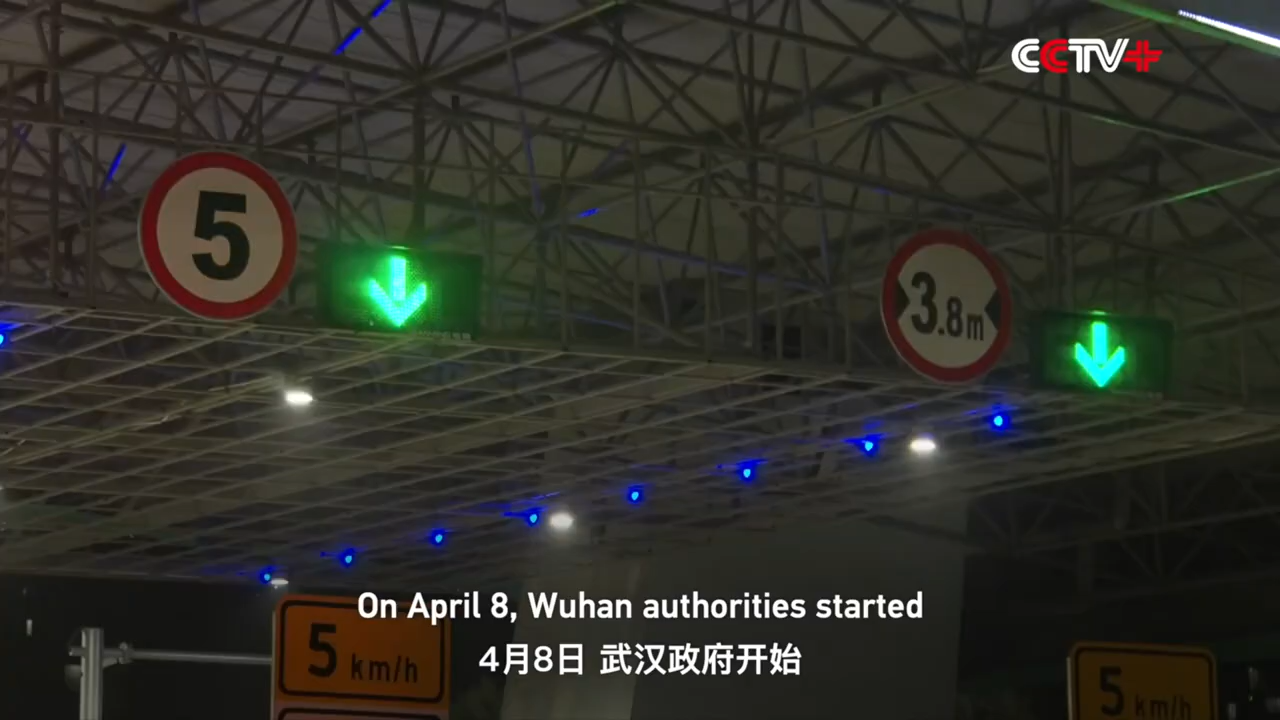 CCTV+
5
3.8m
On April 8, Wuhan authorities started
4月8日 武汉政府开始
5 km/h
5 km/h